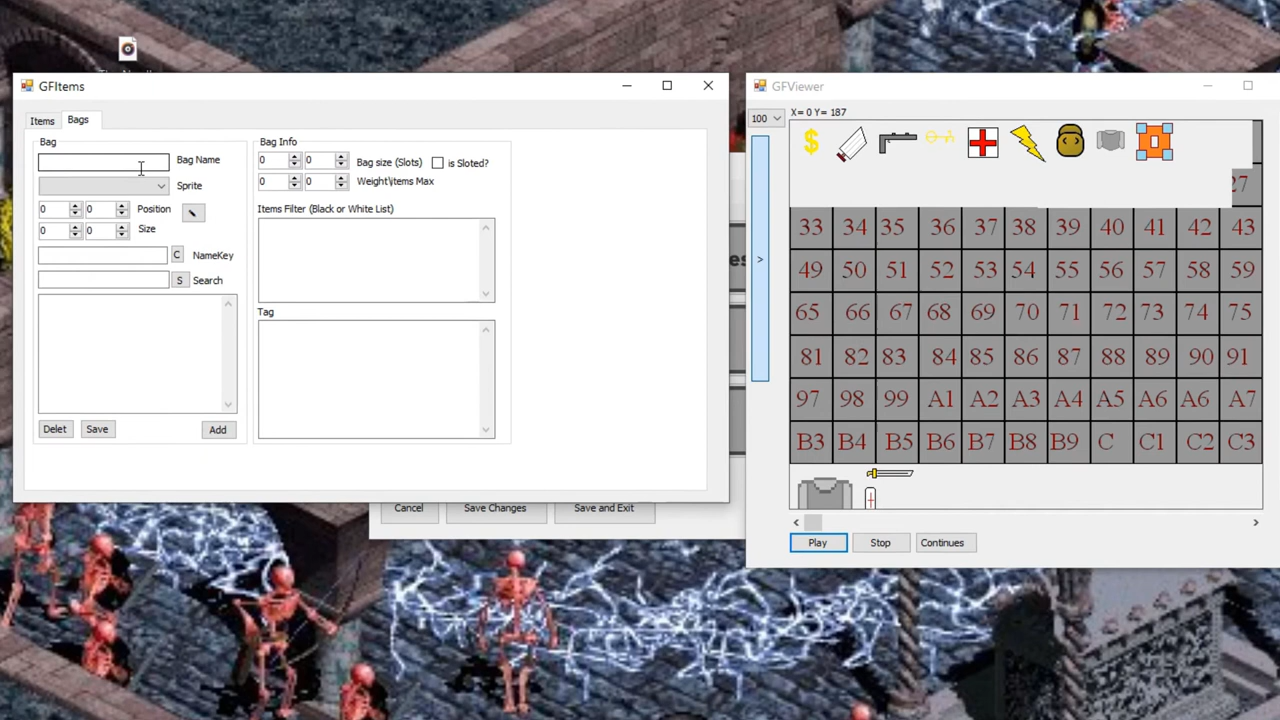 GFItems
Items Bags
Bag
Bag Name
Sprite
0 0 Position
0 0 Size
C NameKey
S Search
Delet Save Add
Bag Info
0 0 Bag size (Slots) is Sloted?
0 0 Weight\Items Max
Items Filter (Black or White List)
Tag
Cancel Save Changes Save and Exit
GFViewer
100 X= 0 Y= 187
>
$
27
33 34 35 36 37 38 39 40 41 42 43
49 50 51 52 53 54 55 56 57 58 59
65 66 67 68 69 70 71 72 73 74 75
81 82 83 84 85 86 87 88 89 90 91
97 98 99 A1 A2 A3 A4 A5 A6 A6 A7
B3 B4 B5 B6 B7 B8 B9 C C1 C2 C3
Play Stop Continues